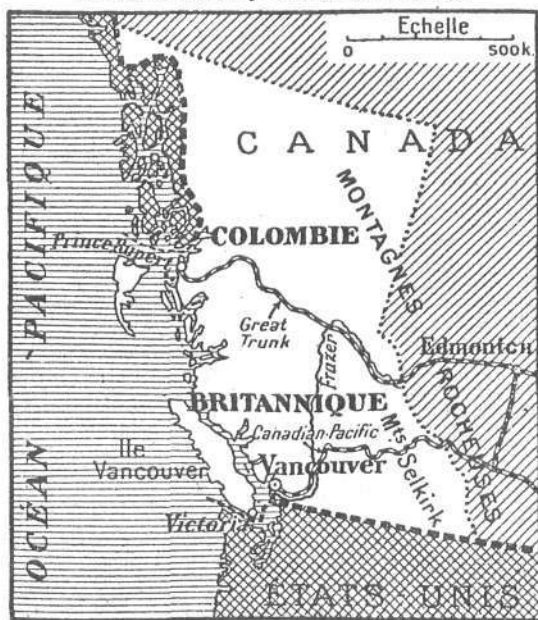 Echelle
0 500k.
CANADA
OCÉAN PACIFIQUE
MONTAGNES
ROCHEUSES
Prince Rupert
COLOMBIE
Great
Trunk
Edmonton
Frazer
BRITANNIQUE
Canadian-Pacific
Ile
Vancouver
Vancouver
Mts Selkirk
Victoria
ÉTATS-UNIS